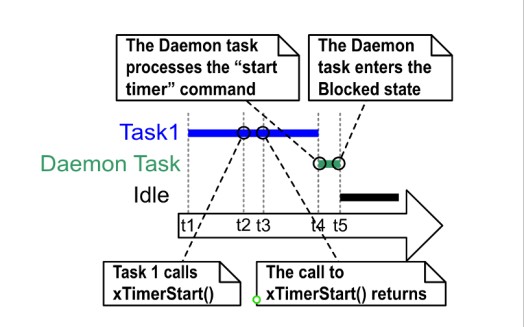 The Daemon task
processes the “start
timer” command
The Daemon
task enters the
Blocked state
Task1
Daemon Task
Idle
t1 t2 t3 t4 t5
Task 1 calls
xTimerStart()
The call to
xTimerStart() returns